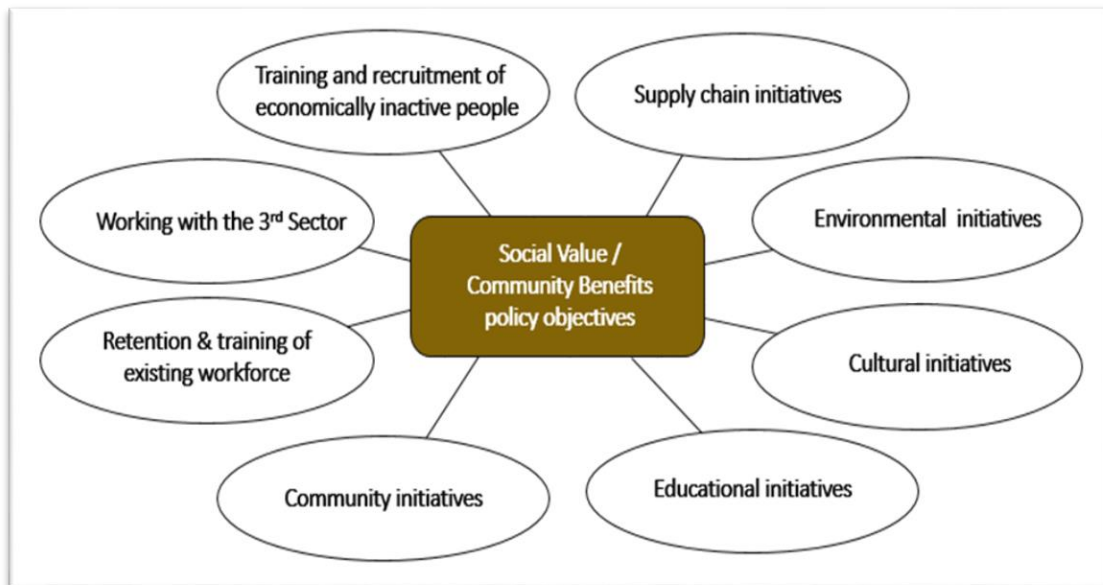 Training and recruitment of
economically inactive people
Supply chain initiatives
Working with the 3rd Sector
Environmental initiatives
Social Value /
Community Benefits
policy objectives
Retention & training of
existing workforce
Cultural initiatives
Community initiatives
Educational initiatives